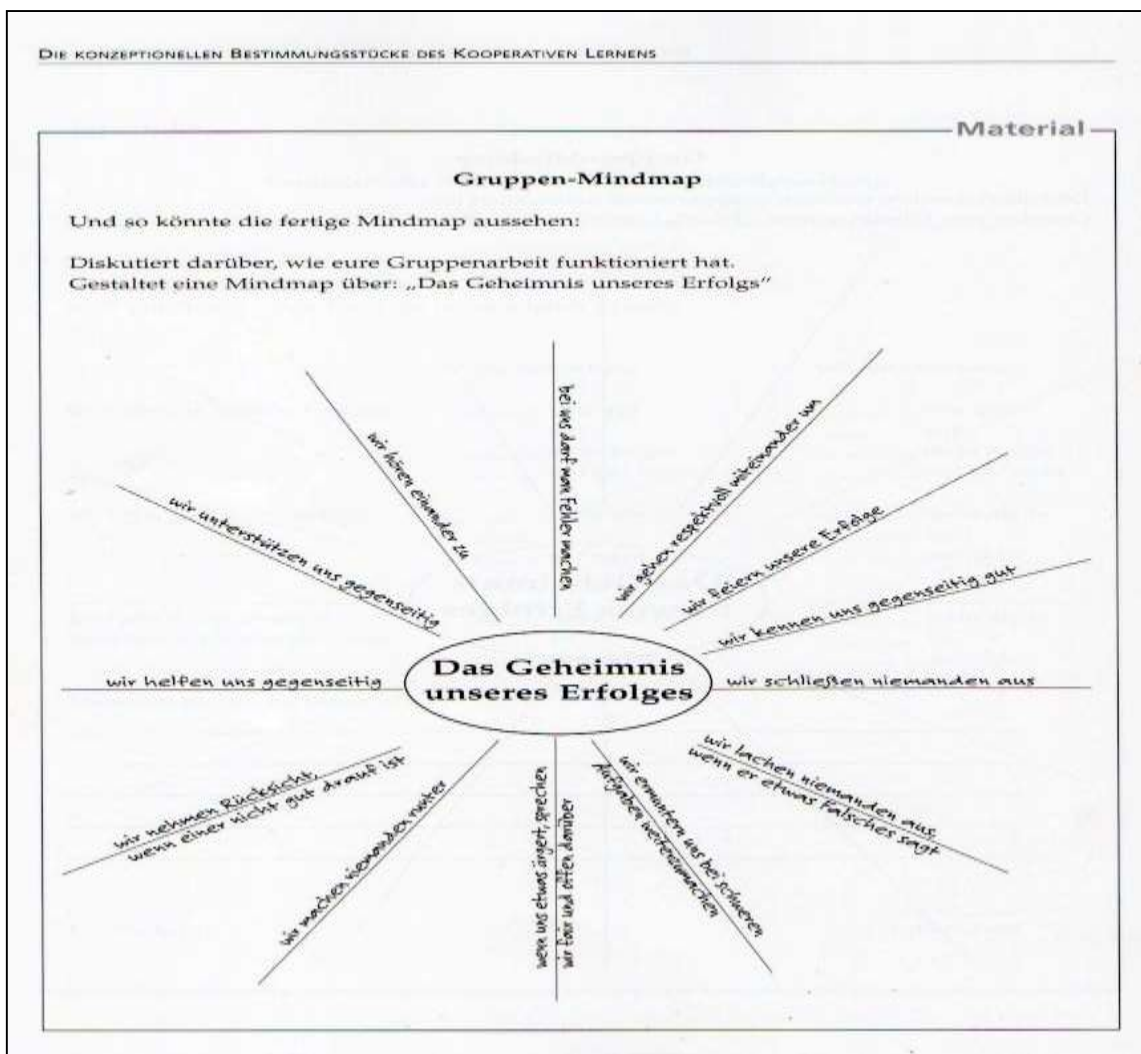 DIE KONZEPTIONELLEN BESTIMMUNGSSTÜCKE DES KOOPERATIVEN LERNENS
Material
Gruppen-Mindmap
Und so könnte die fertige Mindmap aussehen:
Diskutiert darüber, wie eure Gruppenarbeit funktioniert hat.
Gestaltet eine Mindmap über: „Das Geheimnis unseres Erfolgs"
bei uns darf man Fehler machen
wir gehen respektvoll miteinander um
wir feiern unsere Erfolge
wir kennen uns gegenseitig gut
wir schließen niemanden aus
wir lachen niemanden aus,
wenn er etwas Falsches sagt
wir ermuntern uns bei schweren
Aufgaben weiterzumachen
wenn uns etwas ärgert, sprechen
wir fair und offen darüber
wir machen niemanden runter
wir nehmen Rücksicht,
wenn einer nicht gut drauf ist
wir helfen uns gegenseitig
wir unterstützen uns gegenseitig
wir hören einander zu
Das Geheimnis
unseres Erfolges